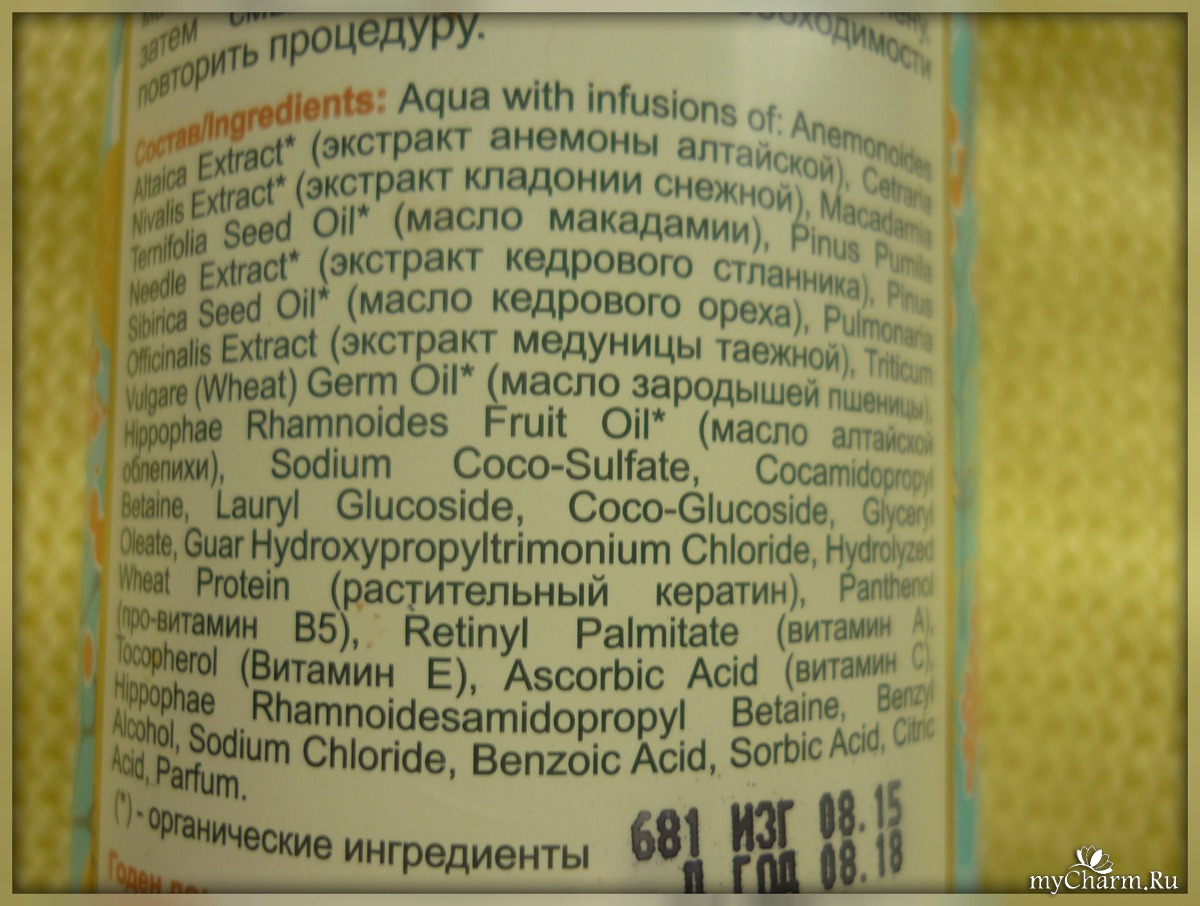 затем
обходимости
повторить процедуру.
Состав/Ingredients: Aqua with infusions of: Anemonoides
Altaica Extract* (экстракт анемоны алтайской), Cetraria
Nivalis Extract* (экстракт кладонии снежной), Macadamia
Ternifolia Seed Oil* (масло макадамии), Pinus Pumila
Needle Extract* (экстракт кедрового стланника), Pinus
Sibirica Seed Oil* (масло кедрового ореха), Pulmonaria
Officinalis Extract (экстракт медуницы таежной), Triticum
Vulgare (Wheat) Germ Oil* (масло зародышей пшеницы),
Hippophae Rhamnoides Fruit Oil* (масло алтайской
облепихи), Sodium Coco-Sulfate, Cocamidopropyl
Betaine, Lauryl Glucoside, Coco-Glucoside, Glyceryl
Oleate, Guar Hydroxypropyltrimonium Chloride, Hydrolyzed
Wheat Protein (растительный кератин), Panthenol
(про-витамин B5), Retinyl Palmitate (витамин A),
Tocopherol (Витамин E), Ascorbic Acid (витамин C),
Hippophae Rhamnoidesamidopropyl Betaine, Benzyl
Alcohol, Sodium Chloride, Benzoic Acid, Sorbic Acid, Citric
Acid, Parfum.
(*) - органические ингредиенты
681 ИЗГ 08.15
Д ГОД 08.18
Годен
myCharm.Ru